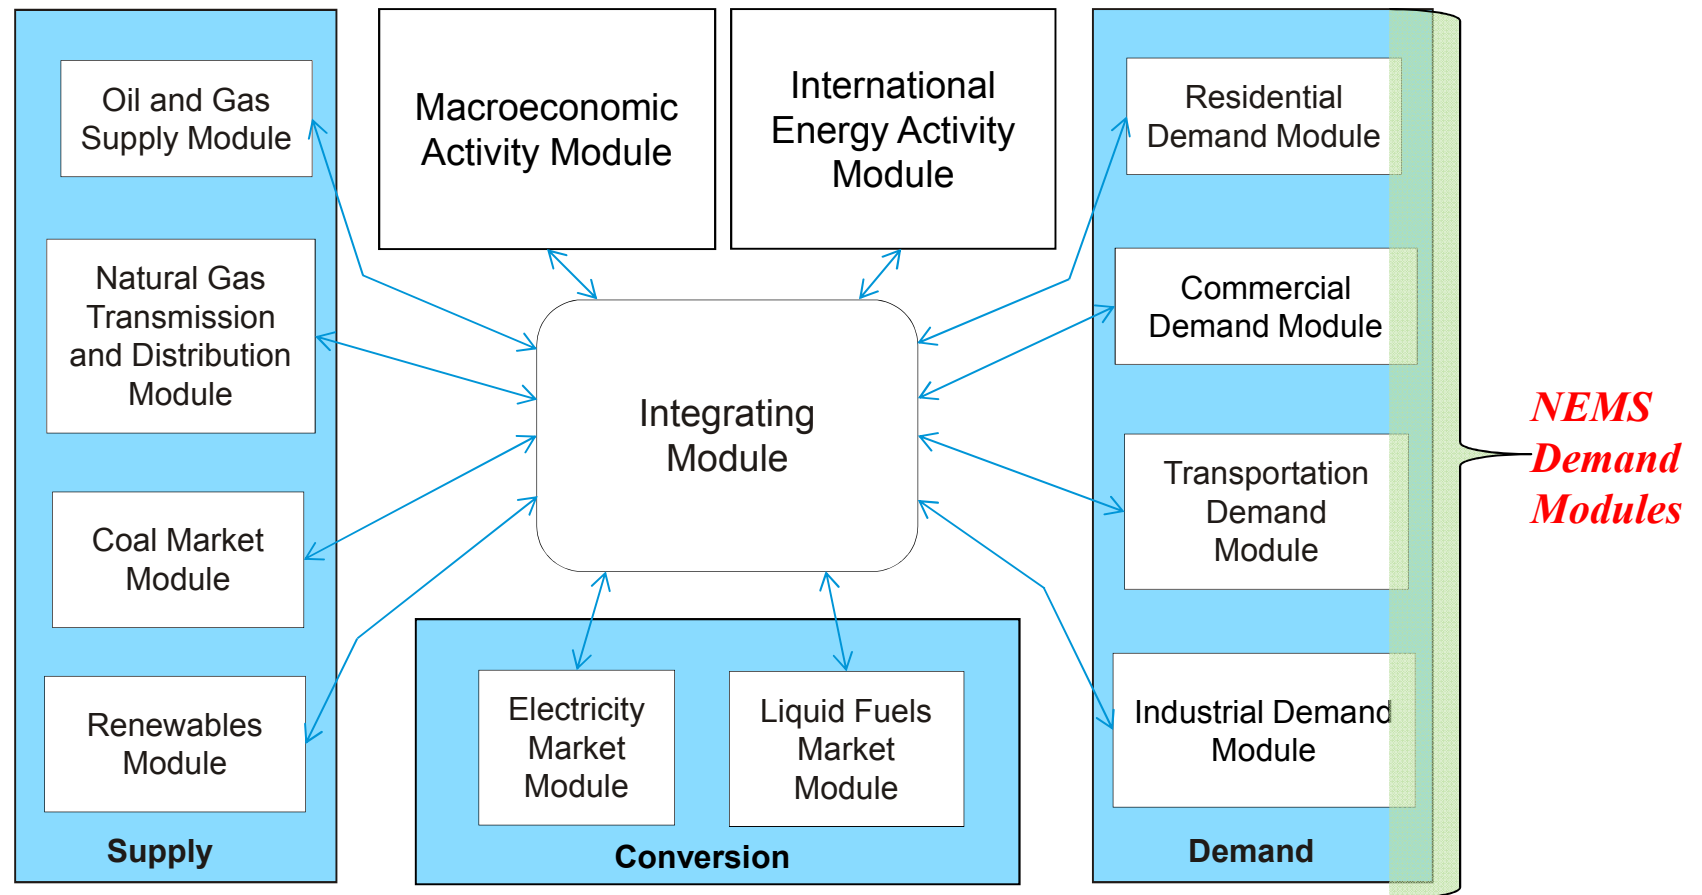 Oil and Gas
Supply Module
Natural Gas
Transmission
and Distribution
Module
Coal Market
Module
Renewables
Module
Supply
Macroeconomic
Activity Module
International
Energy Activity
Module
Integrating
Module
Electricity
Market
Module
Liquid Fuels
Market
Module
Conversion
Residential
Demand Module
Commercial
Demand Module
Transportation
Demand
Module
Industrial Demand
Module
Demand
NEMS
Demand
Modules